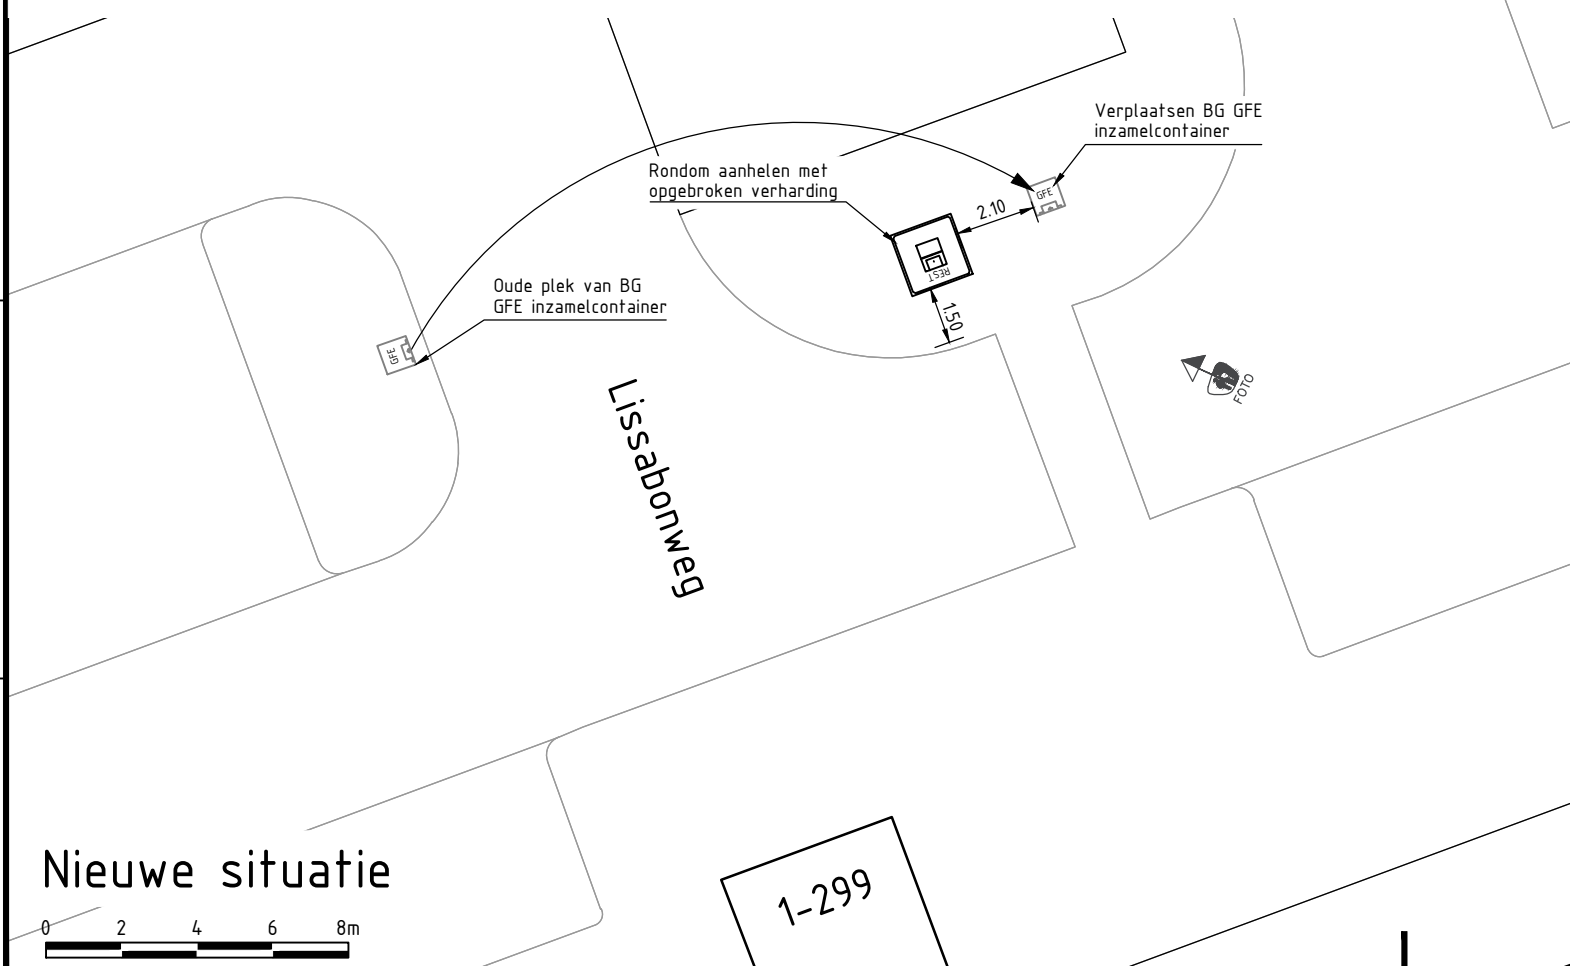 Verplaatsen BG GFE
inzamelcontainer
Rondom aanhelen met
opgebroken verharding
GFE
2.10
REST
Oude plek van BG
GFE inzamelcontainer
1.50
GFE
FOTO
Lissabonweg
Nieuwe situatie
1-299
0 2 4 6 8m